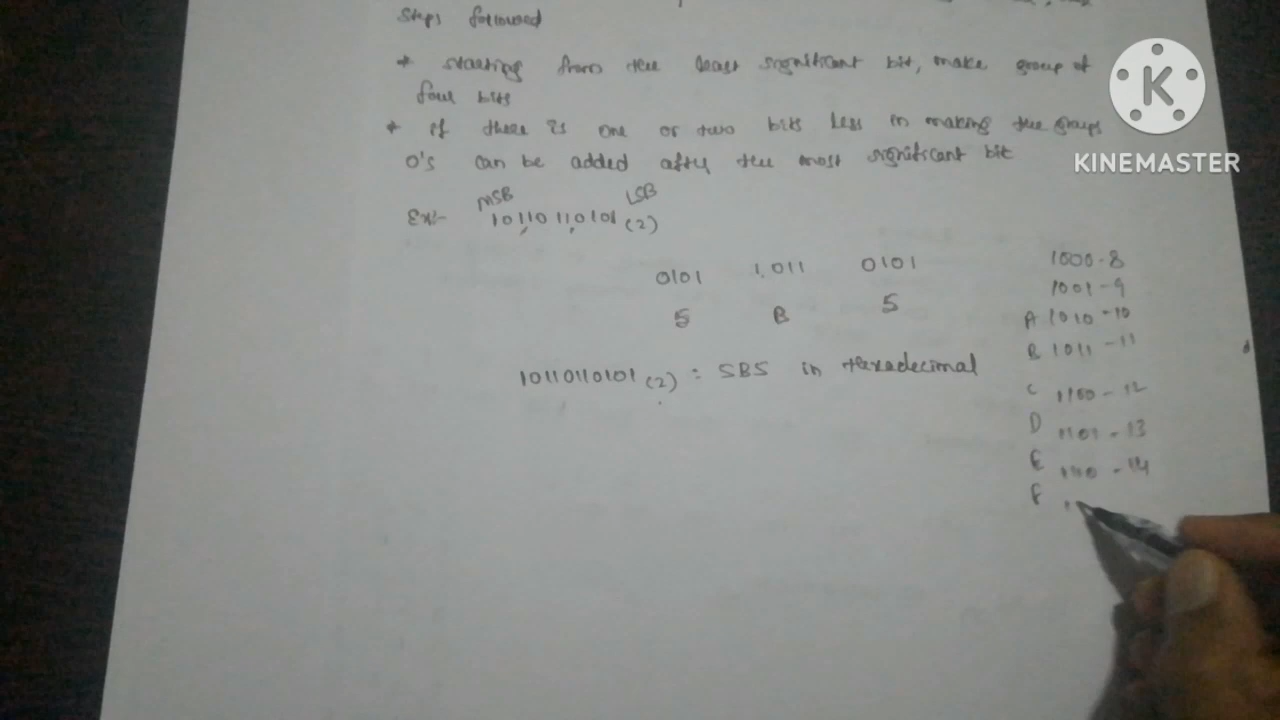 Steps followed
* starting from the least significant bit, make group of
four bits
* if there is one or two bits less in making the groups
0's can be added after the most significant bit
MSB LSB
Ex:- 10110110101 (2)
0101 1011 0101
5 B 5
10110110101 (2) = 5B5 in Hexadecimal
1000-8
1001-9
A 1010-10
B 1011-11
C 1100-12
D 1101-13
E 1110-14
F
KINEMASTER